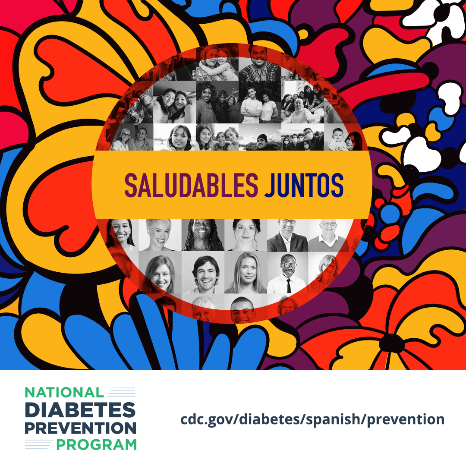 SALUDABLES JUNTOS
NATIONAL
DIABETES
PREVENTION
PROGRAM
cdc.gov/diabetes/spanish/prevention